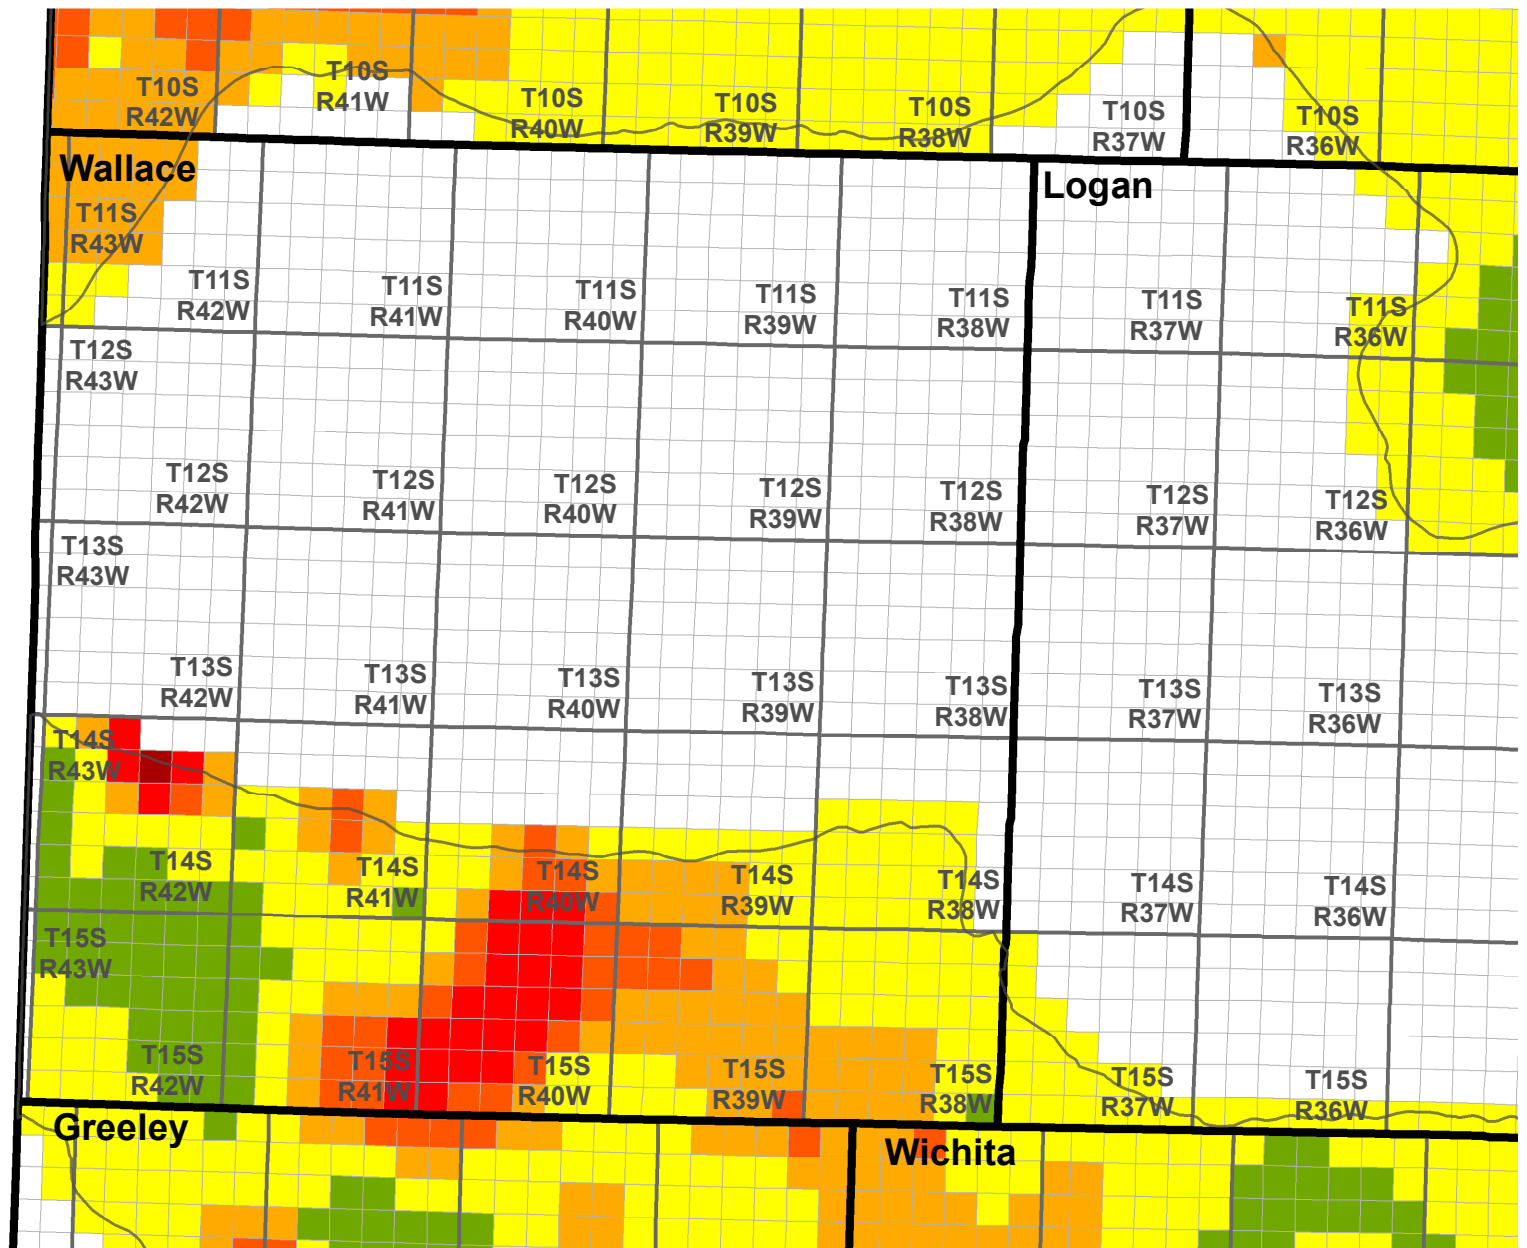 T10S
R42W
T10S
R41W
T10S
R40W
T10S
R39W
T10S
R38W
T10S
R37W
T10S
R36W
Wallace
Logan
T11S
R43W
T11S
R42W
T11S
R41W
T11S
R40W
T11S
R39W
T11S
R38W
T11S
R37W
T11S
R36W
T12S
R43W
T12S
R42W
T12S
R41W
T12S
R40W
T12S
R39W
T12S
R38W
T12S
R37W
T12S
R36W
T13S
R43W
T13S
R42W
T13S
R41W
T13S
R40W
T13S
R39W
T13S
R38W
T13S
R37W
T13S
R36W
T14S
R43W
T14S
R42W
T14S
R41W
T14S
R40W
T14S
R39W
T14S
R38W
T14S
R37W
T14S
R36W
T15S
R43W
T15S
R42W
T15S
R41W
T15S
R40W
T15S
R39W
T15S
R38W
T15S
R37W
T15S
R36W
Greeley
Wichita